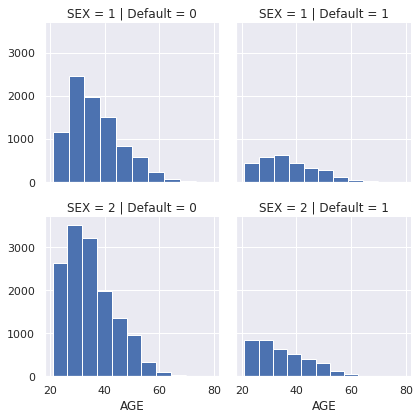 SEX = 1 | Default = 0
SEX = 1 | Default = 1
3000
2000
1000
0
SEX = 2 | Default = 0
SEX = 2 | Default = 1
3000
2000
1000
0
20 40 60 80
20 40 60 80
AGE
AGE